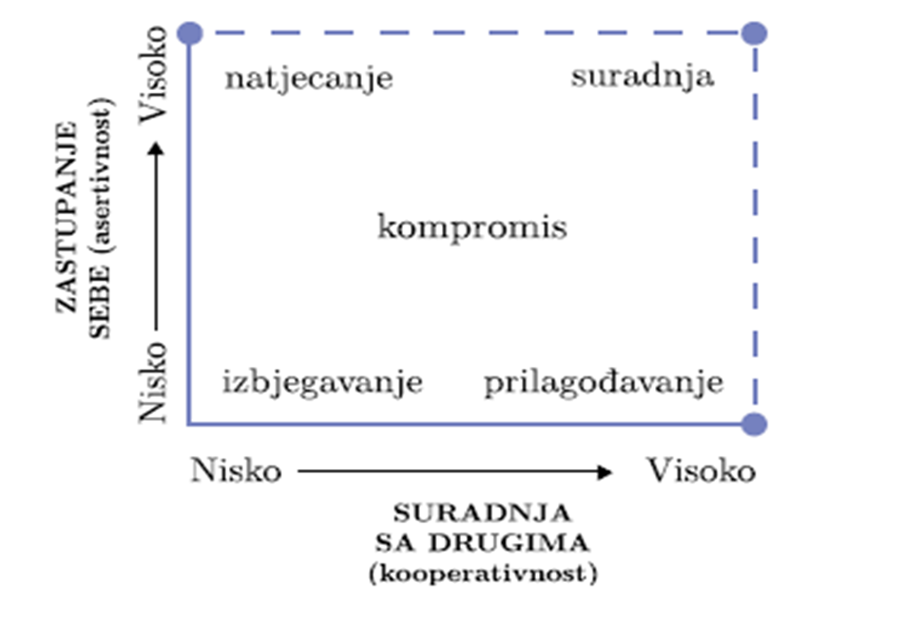 Visoko
natjecanje
suradnja
ZASTUPANJE
SEBE (asertivnost)
kompromis
Nisko
izbjegavanje
prilagođavanje
Nisko
Visoko
SURADNJA
SA DRUGIMA
(kooperativnost)